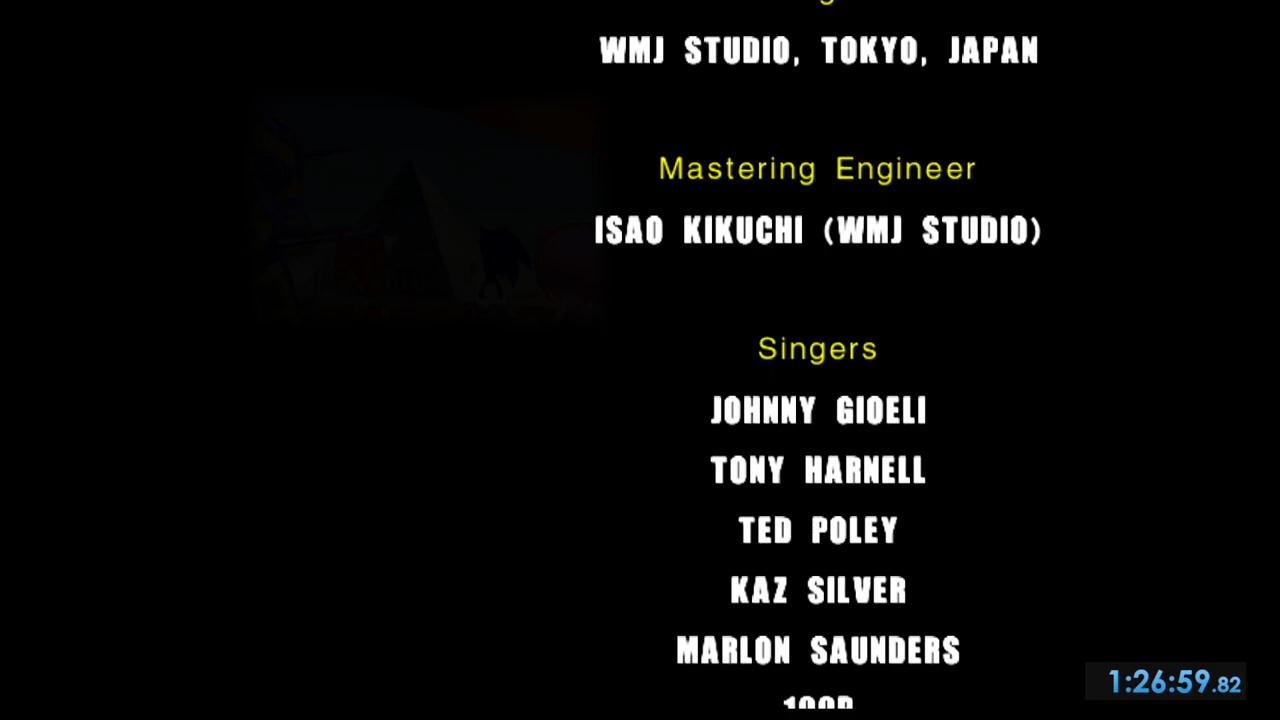 WMJ STUDIO, TOKYO, JAPAN
Mastering Engineer
ISAO KIKUCHI (WMJ STUDIO)
Singers
JOHNNY GIOELI
TONY HARNELL
TED POLEY
KAZ SILVER
MARLON SAUNDERS
1:26:59.82